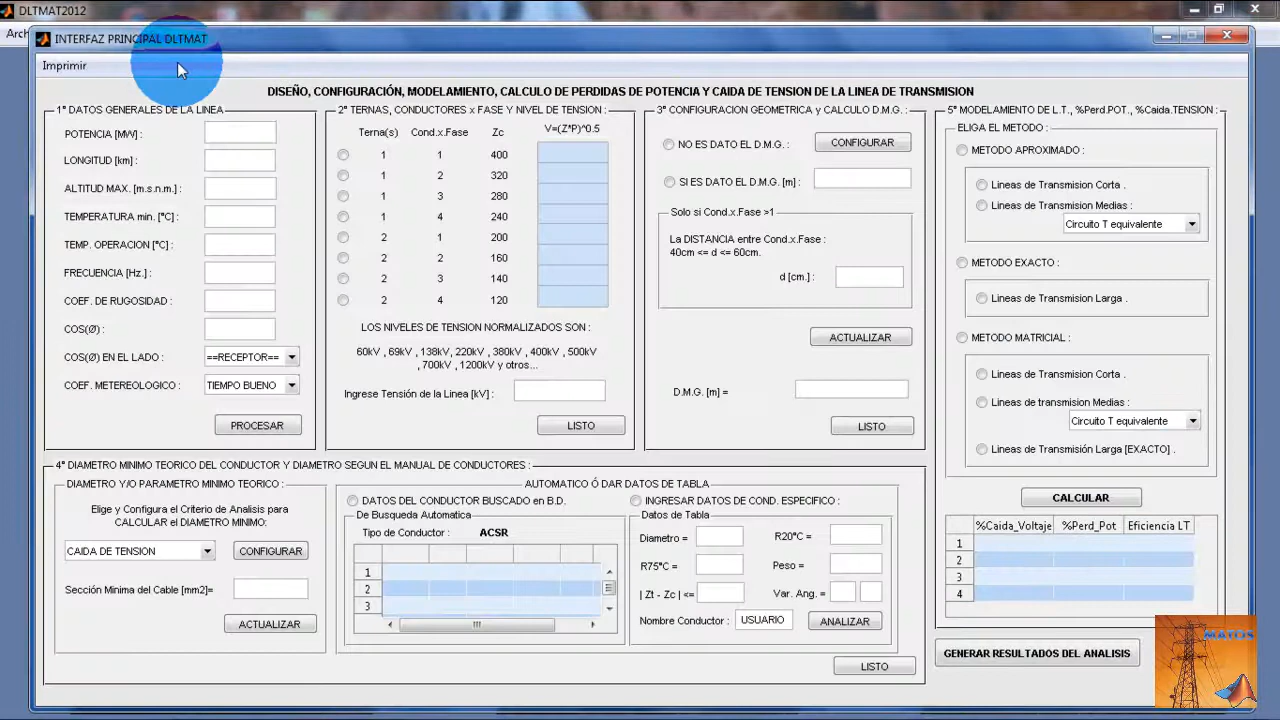 DLTMAT2012
Arch
INTERFAZ PRINCIPAL DLTMAT
Imprimir
DISEÑO, CONFIGURACIÓN, MODELAMIENTO, CALCULO DE PERDIDAS DE POTENCIA Y CAIDA DE TENSION DE LA LINEA DE TRANSMISION
1° DATOS GENERALES DE LA LINEA
POTENCIA [MW] :
LONGITUD [km] :
ALTITUD MAX. [m.s.n.m.] :
TEMPERATURA min. [°C] :
TEMP. OPERACION [°C] :
FRECUENCIA [Hz.] :
COEF. DE RUGOSIDAD :
COS(Ø) :
COS(Ø) EN EL LADO : ==RECEPTOR==
COEF. METEREOLOGICO : TIEMPO BUENO
PROCESAR
2° TERNAS, CONDUCTORES x FASE Y NIVEL DE TENSION :
Terna(s) Cond.x.Fase Zc V=(Z*P)^0.5
1 1 400
1 2 320
1 3 280
1 4 240
2 1 200
2 2 160
2 3 140
2 4 120
LOS NIVELES DE TENSION NORMALIZADOS SON :
60kV , 69kV , 138kV, 220kV , 380kV , 400kV , 500kV
, 700kV , 1200kV y otros...
Ingrese Tensión de la Linea [kV] :
LISTO
3° CONFIGURACION GEOMETRICA y CALCULO D.M.G. :
NO ES DATO EL D.M.G. : CONFIGURAR
SI ES DATO EL D.M.G. [m] :
Solo si Cond.x.Fase >1
La DISTANCIA entre Cond.x.Fase :
40cm <= d <= 60cm.
d [cm.] :
ACTUALIZAR
D.M.G. [m] =
LISTO
4° DIAMETRO MINIMO TEORICO DEL CONDUCTOR Y DIAMETRO SEGUN EL MANUAL DE CONDUCTORES :
DIAMETRO Y/O PARAMETRO MINIMO TEORICO :
Elige y Configura el Criterio de Analisis para
CALCULAR el DIAMETRO MINIMO:
CAIDA DE TENSION CONFIGURAR
Sección Minima del Cable [mm2]=
ACTUALIZAR
AUTOMATICO Ó DAR DATOS DE TABLA
DATOS DEL CONDUCTOR BUSCADO en B.D.
De Busqueda Automatica
Tipo de Conductor : ACSR
1
2
3
INGRESAR DATOS DE COND. ESPECIFICO :
Datos de Tabla
Diametro = R20°C =
R75°C = Peso =
| Zt - Zc | <= Var. Ang. =
Nombre Conductor : USUARIO ANALIZAR
LISTO
5° MODELAMIENTO DE L.T., %Perd.POT., %Caida.TENSION :
ELIGA EL METODO :
METODO APROXIMADO :
Lineas de Transmision Corta .
Lineas de Transmision Medias :
Circuito T equivalente
METODO EXACTO :
Lineas de Transmision Larga .
METODO MATRICIAL :
Lineas de Transmision Corta .
Lineas de transmision Medias :
Circuito T equivalente
Lineas de Transmisión Larga [EXACTO] .
CALCULAR
%Caida_Voltaje %Perd_Pot Eficiencia LT
1
2
3
4
GENERAR RESULTADOS DEL ANALISIS
MATOS